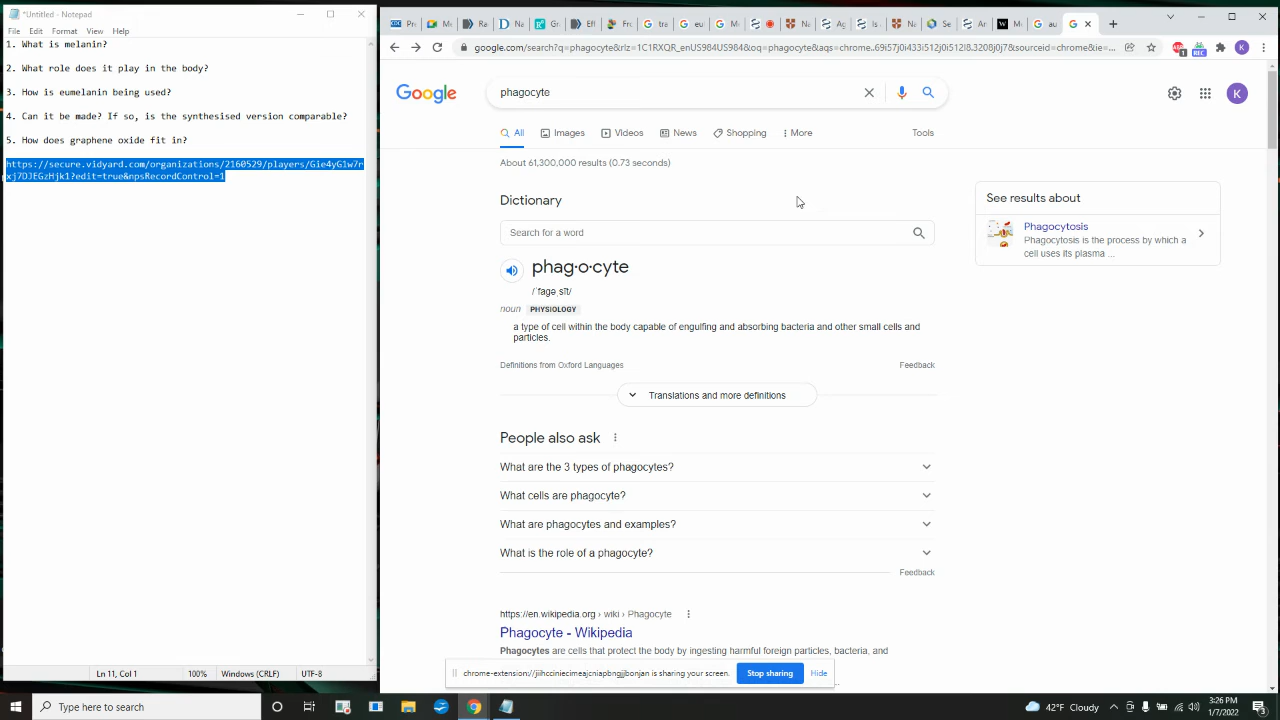 *Untitled - Notepad
File Edit Format View Help
1. What is melanin?
2. What role does it play in the body?
3. How is eumelanin being used?
4. Can it be made? If so, is the synthesised version comparable?
5. How does graphene oxide fit in?
https://secure.vidyard.com/organizations/2160529/players/Gie4yG1w7r
xj7DJEGzHjk1?edit=true&npsRecordControl=1
Ln 11, Col 1 100% Windows (CRLF) UTF-8
google.com/search?q=phagocyte&rlz=1C1RXQR_enUS984US984&oq=phagocyte&aqs=chrome..69i57j0i433i512j0i512l8.3208j0j7&sourceid=chrome&ie=...
Google
phagocyte
K
All Images Videos News Shopping More Tools
About 61,300,000 results (0.73 seconds)
Dictionary
Search for a word
phag·o·cyte
/ˈfaɡəˌsīt/
noun PHYSIOLOGY
a type of cell within the body capable of engulfing and absorbing bacteria and other small cells and
particles.
Definitions from Oxford Languages Feedback
Translations and more definitions
People also ask
What are the 3 types of phagocytes?
What cells are phagocyte?
What are phagocytes and examples?
What is the role of a phagocyte?
Feedback
https://en.wikipedia.org › wiki › Phagocyte
Phagocyte - Wikipedia
Phagocytes are cells that protect the body by ingesting harmful foreign particles, bacteria, and
See results about
Phagocytosis
Phagocytosis is the process by which a
cell uses its plasma ...
is sharing your screen. Stop sharing Hide
Type here to search
42°F Cloudy
3:26 PM
1/7/2022